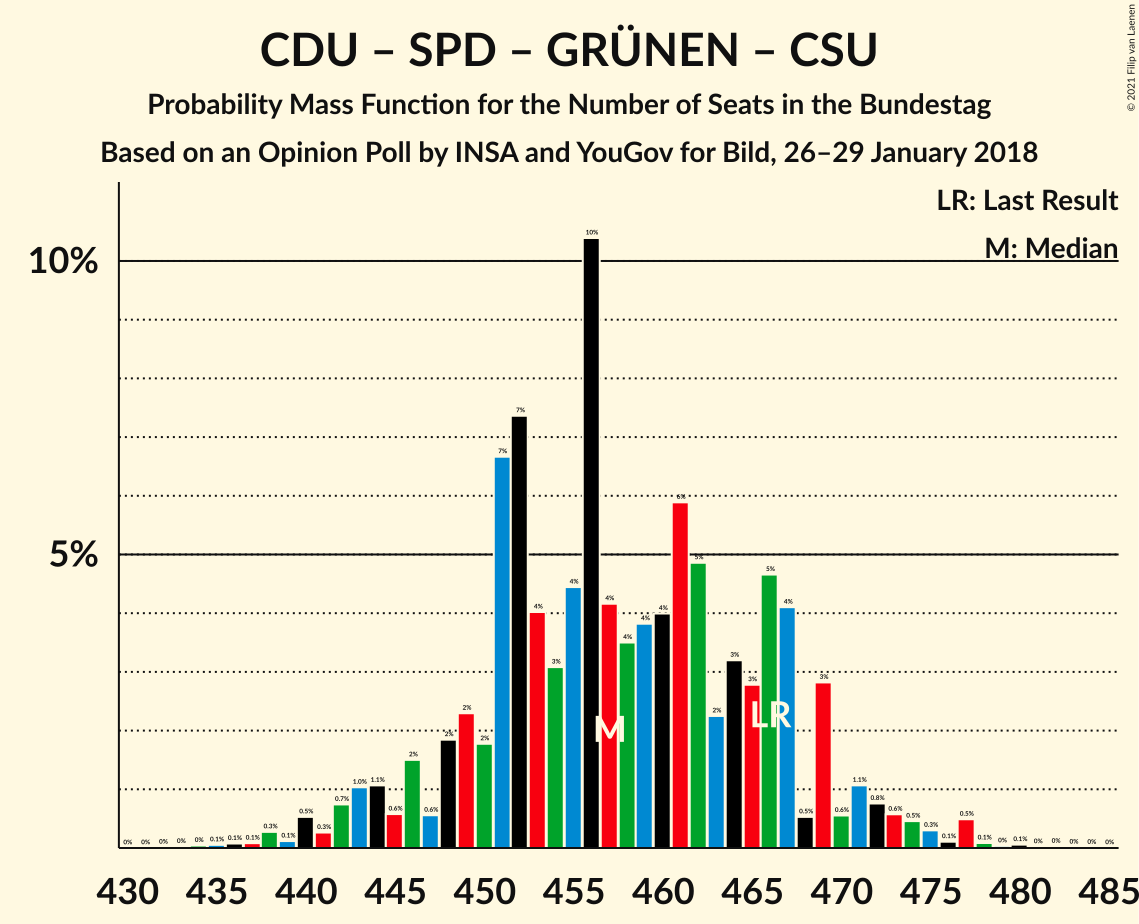 CDU – SPD – GRÜNEN – CSU
Probability Mass Function for the Number of Seats in the Bundestag
Based on an Opinion Poll by INSA and YouGov for Bild, 26–29 January 2018
© 2021 Filip van Laenen
LR: Last Result
M: Median
10%
5%
0% 0% 0% 0% 0% 0.1% 0.1% 0.1% 0.3% 0.1% 0.5% 0.3% 0.7% 1.0% 1.1% 0.6% 2% 0.6% 2% 2% 2% 7% 7% 4% 3% 4% 10% 4% 4% 4% 4% 6% 5% 2% 3% 3% 5% 4% 0.5% 3% 0.6% 1.1% 0.8% 0.6% 0.5% 0.3% 0.1% 0.5% 0.1% 0% 0.1% 0% 0% 0% 0% 0%
M
LR
430 435 440 445 450 455 460 465 470 475 480 485